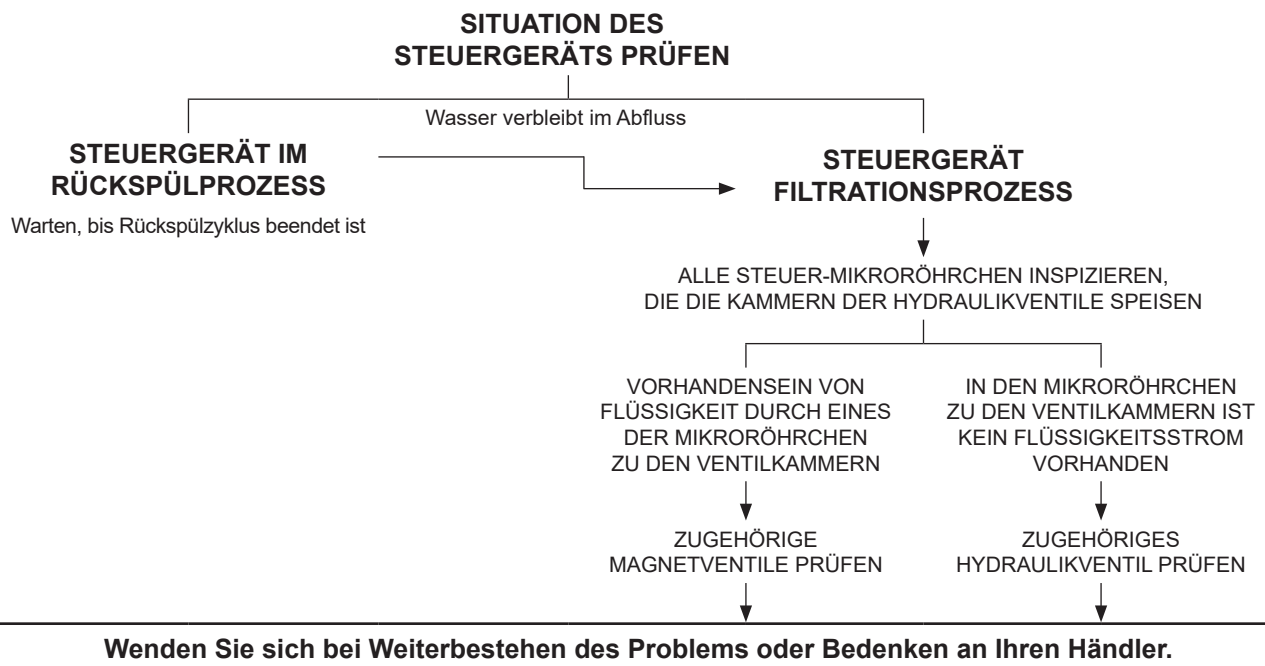 SITUATION DES
STEUERGERÄTS PRÜFEN
Wasser verbleibt im Abfluss
STEUERGERÄT IM
RÜCKSPÜLPROZESS
Warten, bis Rückspülzyklus beendet ist
STEUERGERÄT
FILTRATIONSPROZESS
ALLE STEUER-MIKRORÖHRCHEN INSPIZIEREN,
DIE DIE KAMMERN DER HYDRAULIKVENTILE SPEISEN
VORHANDENSEIN VON
FLÜSSIGKEIT DURCH EINES
DER MIKRORÖHRCHEN
ZU DEN VENTILKAMMERN
IN DEN MIKRORÖHRCHEN
ZU DEN VENTILKAMMERN IST
KEIN FLÜSSIGKEITSSTROM
VORHANDEN
ZUGEHÖRIGE
MAGNETVENTILE PRÜFEN
ZUGEHÖRIGES
HYDRAULIKVENTIL PRÜFEN
Wenden Sie sich bei Weiterbestehen des Problems oder Bedenken an Ihren Händler.